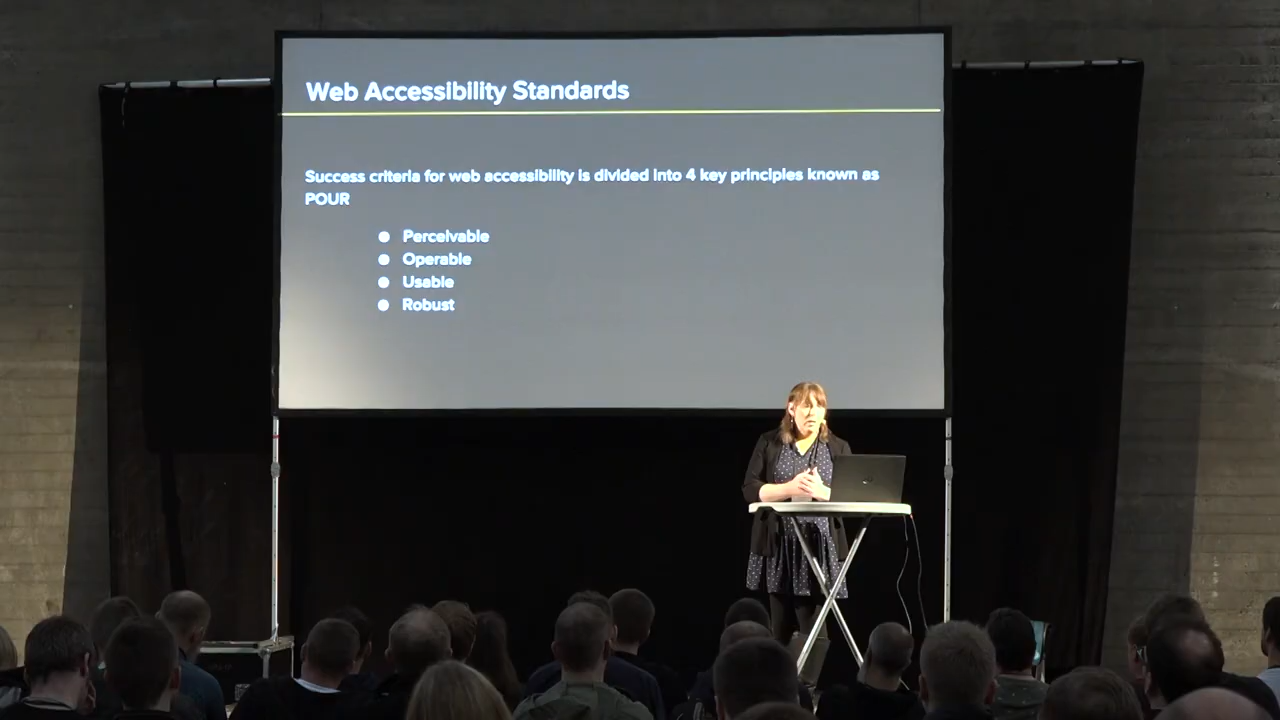 Web Accessibility Standards
Success criteria for web accessibility is divided into 4 key principles known as
POUR
● Perceivable
● Operable
● Usable
● Robust